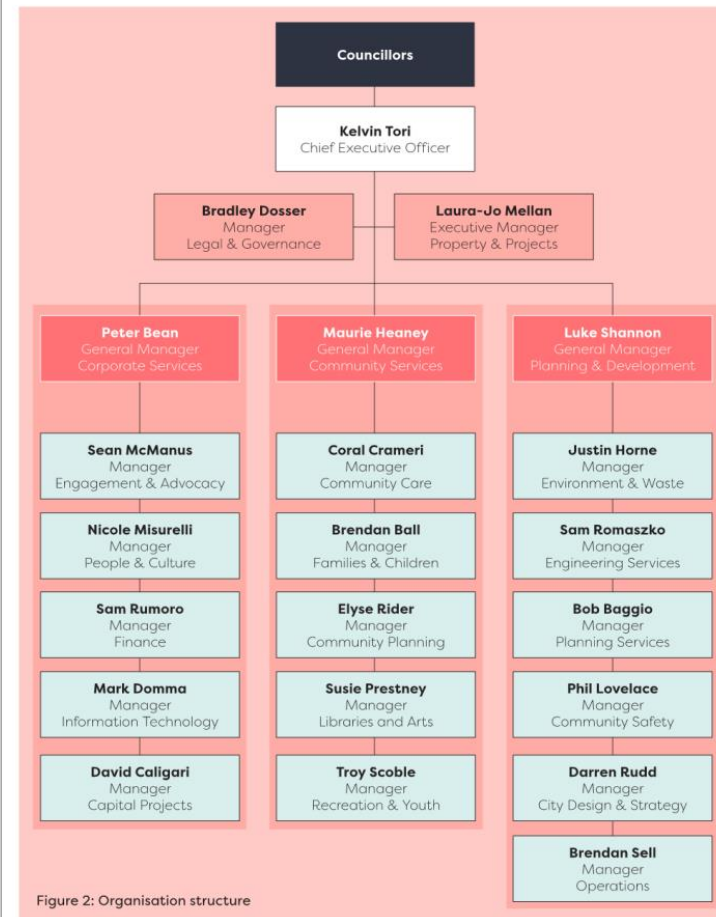 Councillors
Kelvin Tori
Chief Executive Officer
Bradley Dosser
Manager
Legal & Governance
Laura-Jo Mellan
Executive Manager
Property & Projects
Peter Bean
General Manager
Corporate Services
Sean McManus
Manager
Engagement & Advocacy
Nicole Misurelli
Manager
People & Culture
Sam Rumoro
Manager
Finance
Mark Domma
Manager
Information Technology
David Caligari
Manager
Capital Projects
Maurie Heaney
General Manager
Community Services
Coral Crameri
Manager
Community Care
Brendan Ball
Manager
Families & Children
Elyse Rider
Manager
Community Planning
Susie Prestney
Manager
Libraries and Arts
Troy Scoble
Manager
Recreation & Youth
Luke Shannon
General Manager
Planning & Development
Justin Horne
Manager
Environment & Waste
Sam Romaszko
Manager
Engineering Services
Bob Baggio
Manager
Planning Services
Phil Lovelace
Manager
Community Safety
Darren Rudd
Manager
City Design & Strategy
Brendan Sell
Manager
Operations
Figure 2: Organisation structure